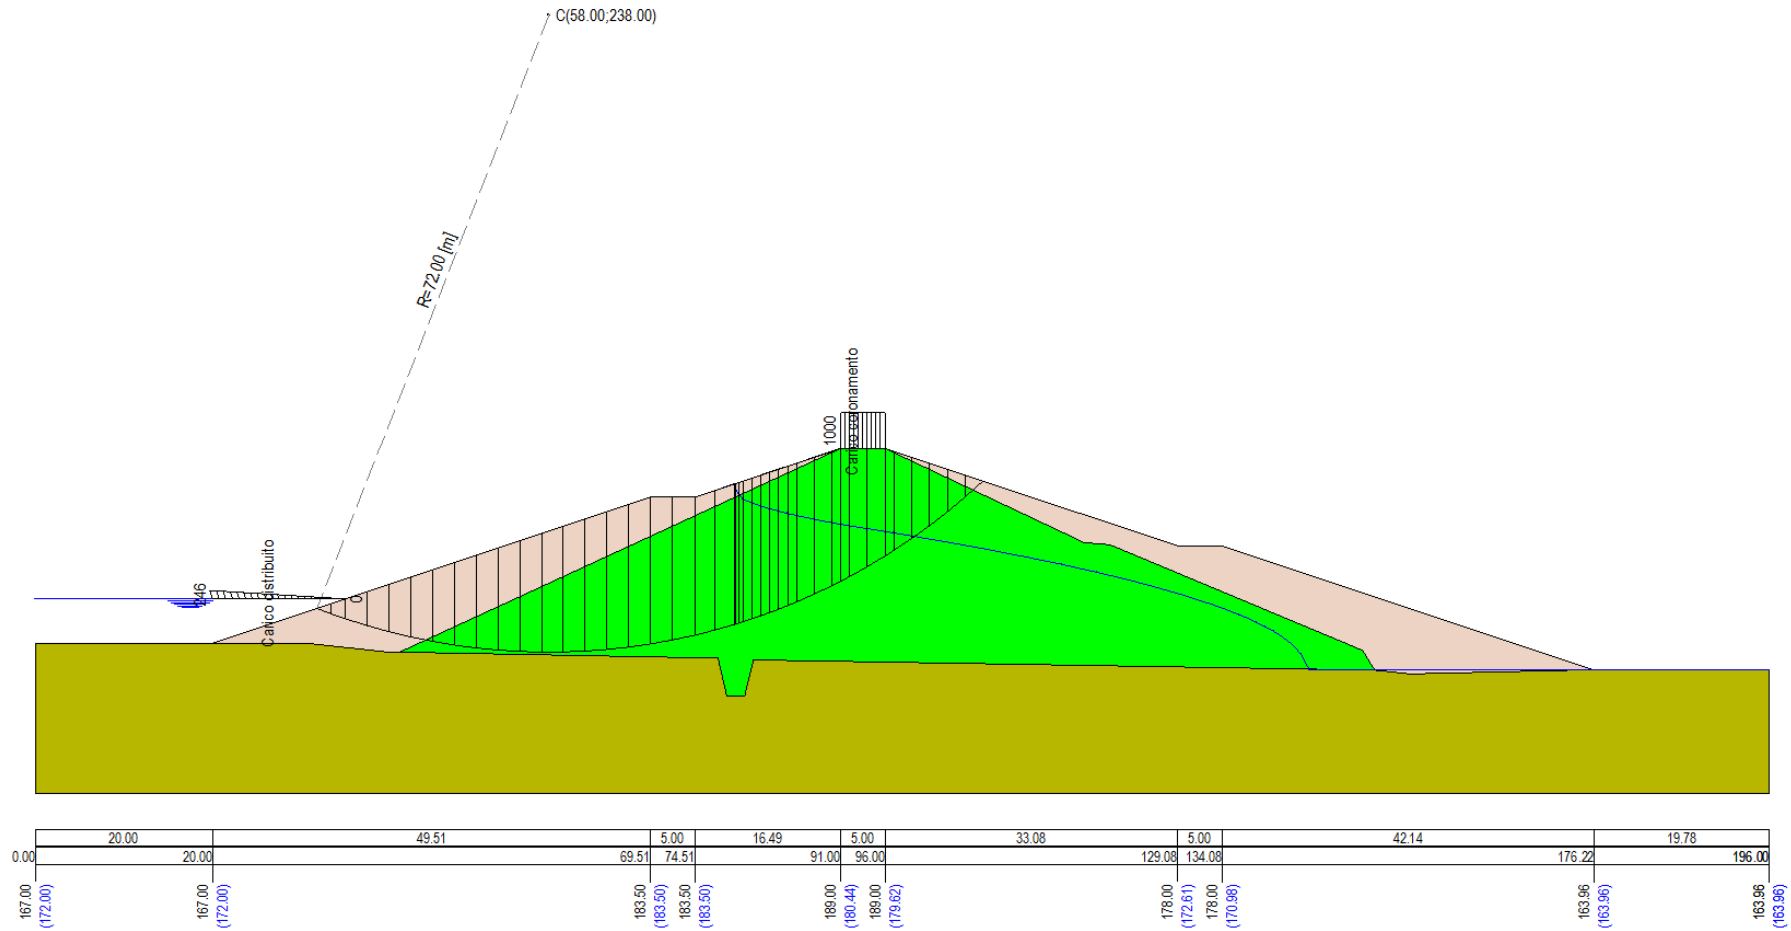 C(58.00;238.00)
R=72.00 [m]
Carico coronamento
1000
Carico distribuito
246
0
20.00 49.51 5.00 16.49 5.00 33.08 5.00 42.14 19.78
0.00 20.00 69.51 74.51 91.00 96.00 129.08 134.08 176.22 196.00
167.00 167.00 183.50 183.50 189.00 189.00 178.00 178.00 163.96 163.96
(172.00) (172.00) (183.50) (183.50) (180.44) (179.62) (172.61) (170.98) (163.96) (163.96)